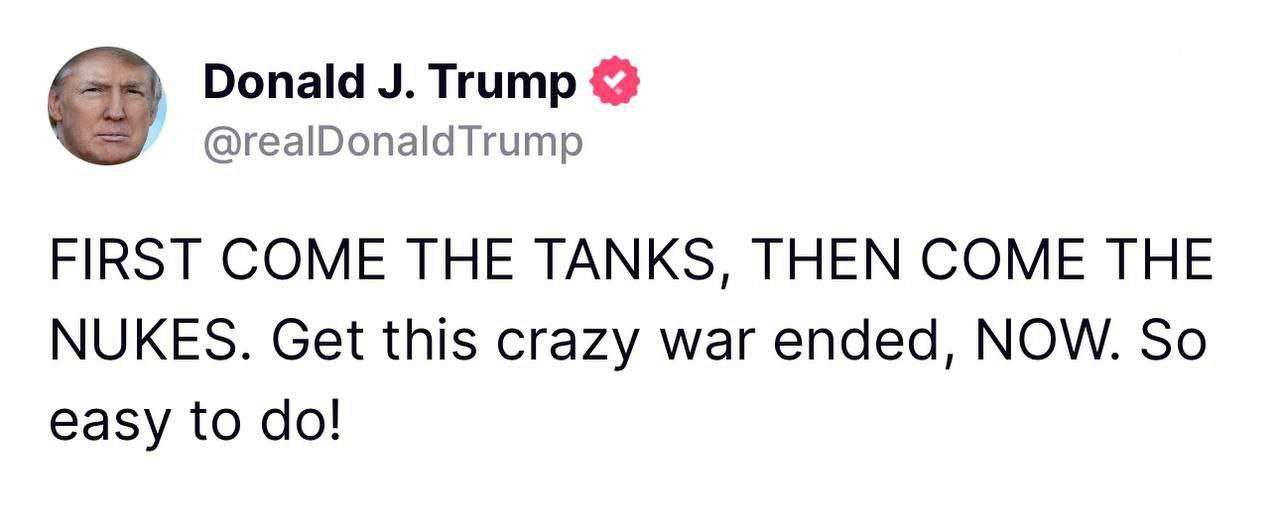 Donald J. Trump
@realDonaldTrump
FIRST COME THE TANKS, THEN COME THE
NUKES. Get this crazy war ended, NOW. So
easy to do!